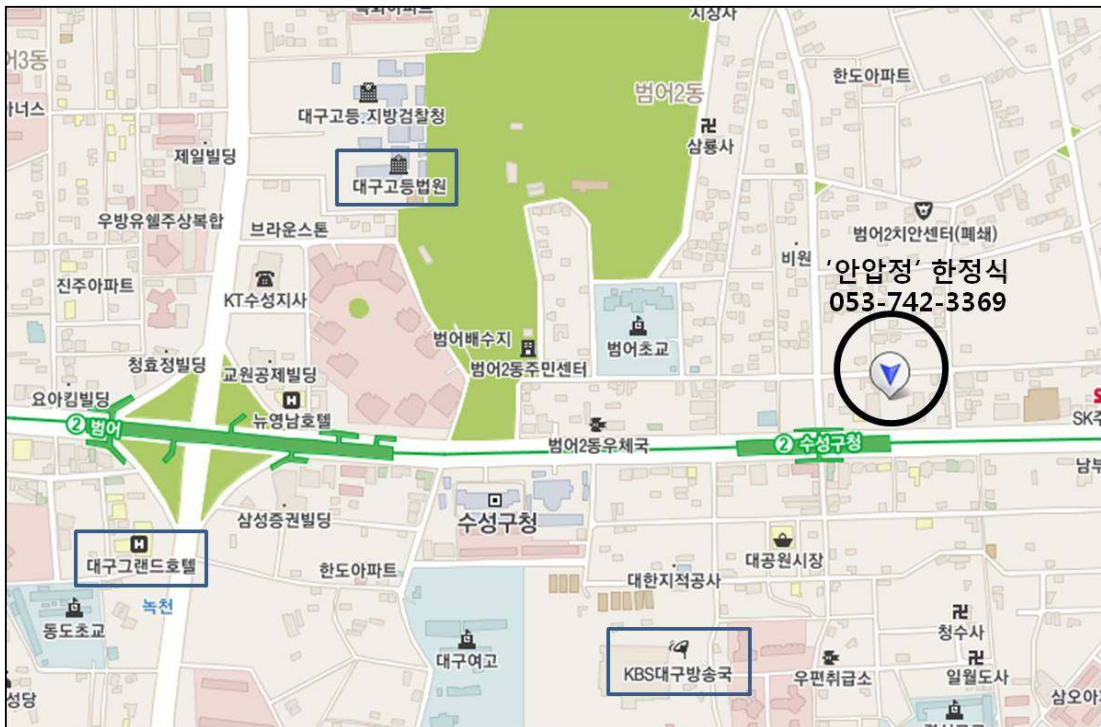 지장사
어3동
한도아파트
범어2동
대구고등.지방검찰청
삼룡사
제일빌딩
대구고등법원
우방유쉘주상복합
브라운스톤
범어2치안센터(폐쇄)
비원
'안압정' 한정식
053-742-3369
진주아파트
KT수성지사
범어배수지
범어초교
청효정빌딩
교원공제빌딩
범어2동주민센터
요아킴빌딩
뉴영남호텔
SK주
② 범어
범어2동우체국
② 수성구청
남부
삼성증권빌딩
수성구청
대구그랜드호텔
한도아파트
대공원시장
대한지적공사
녹천
동도초교
대구여고
청수사
KBS대구방송국
우편취급소
일월도사
성당
삼오아파